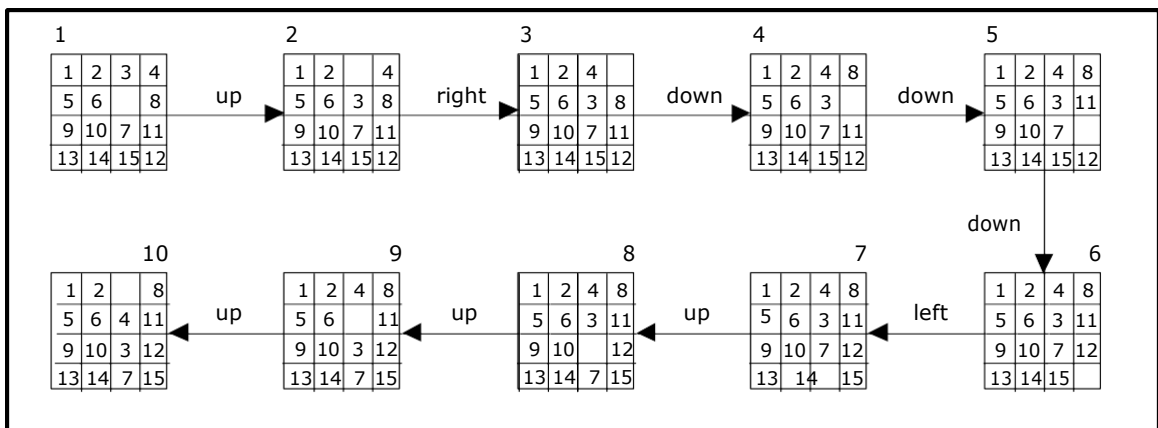 1
1 2 3 4
5 6 8
9 10 7 11
13 14 15 12
up
2
1 2 4
5 6 3 8
9 10 7 11
13 14 15 12
right
3
1 2 4
5 6 3 8
9 10 7 11
13 14 15 12
down
4
1 2 4 8
5 6 3
9 10 7 11
13 14 15 12
down
5
1 2 4 8
5 6 3 11
9 10 7
13 14 15 12
down
6
1 2 4 8
5 6 3 11
9 10 7 12
13 14 15
left
7
1 2 4 8
5 6 3 11
9 10 7 12
13 14 15
up
8
1 2 4 8
5 6 3 11
9 10 12
13 14 7 15
up
9
1 2 4 8
5 6 11
9 10 3 12
13 14 7 15
up
10
1 2 8
5 6 4 11
9 10 3 12
13 14 7 15